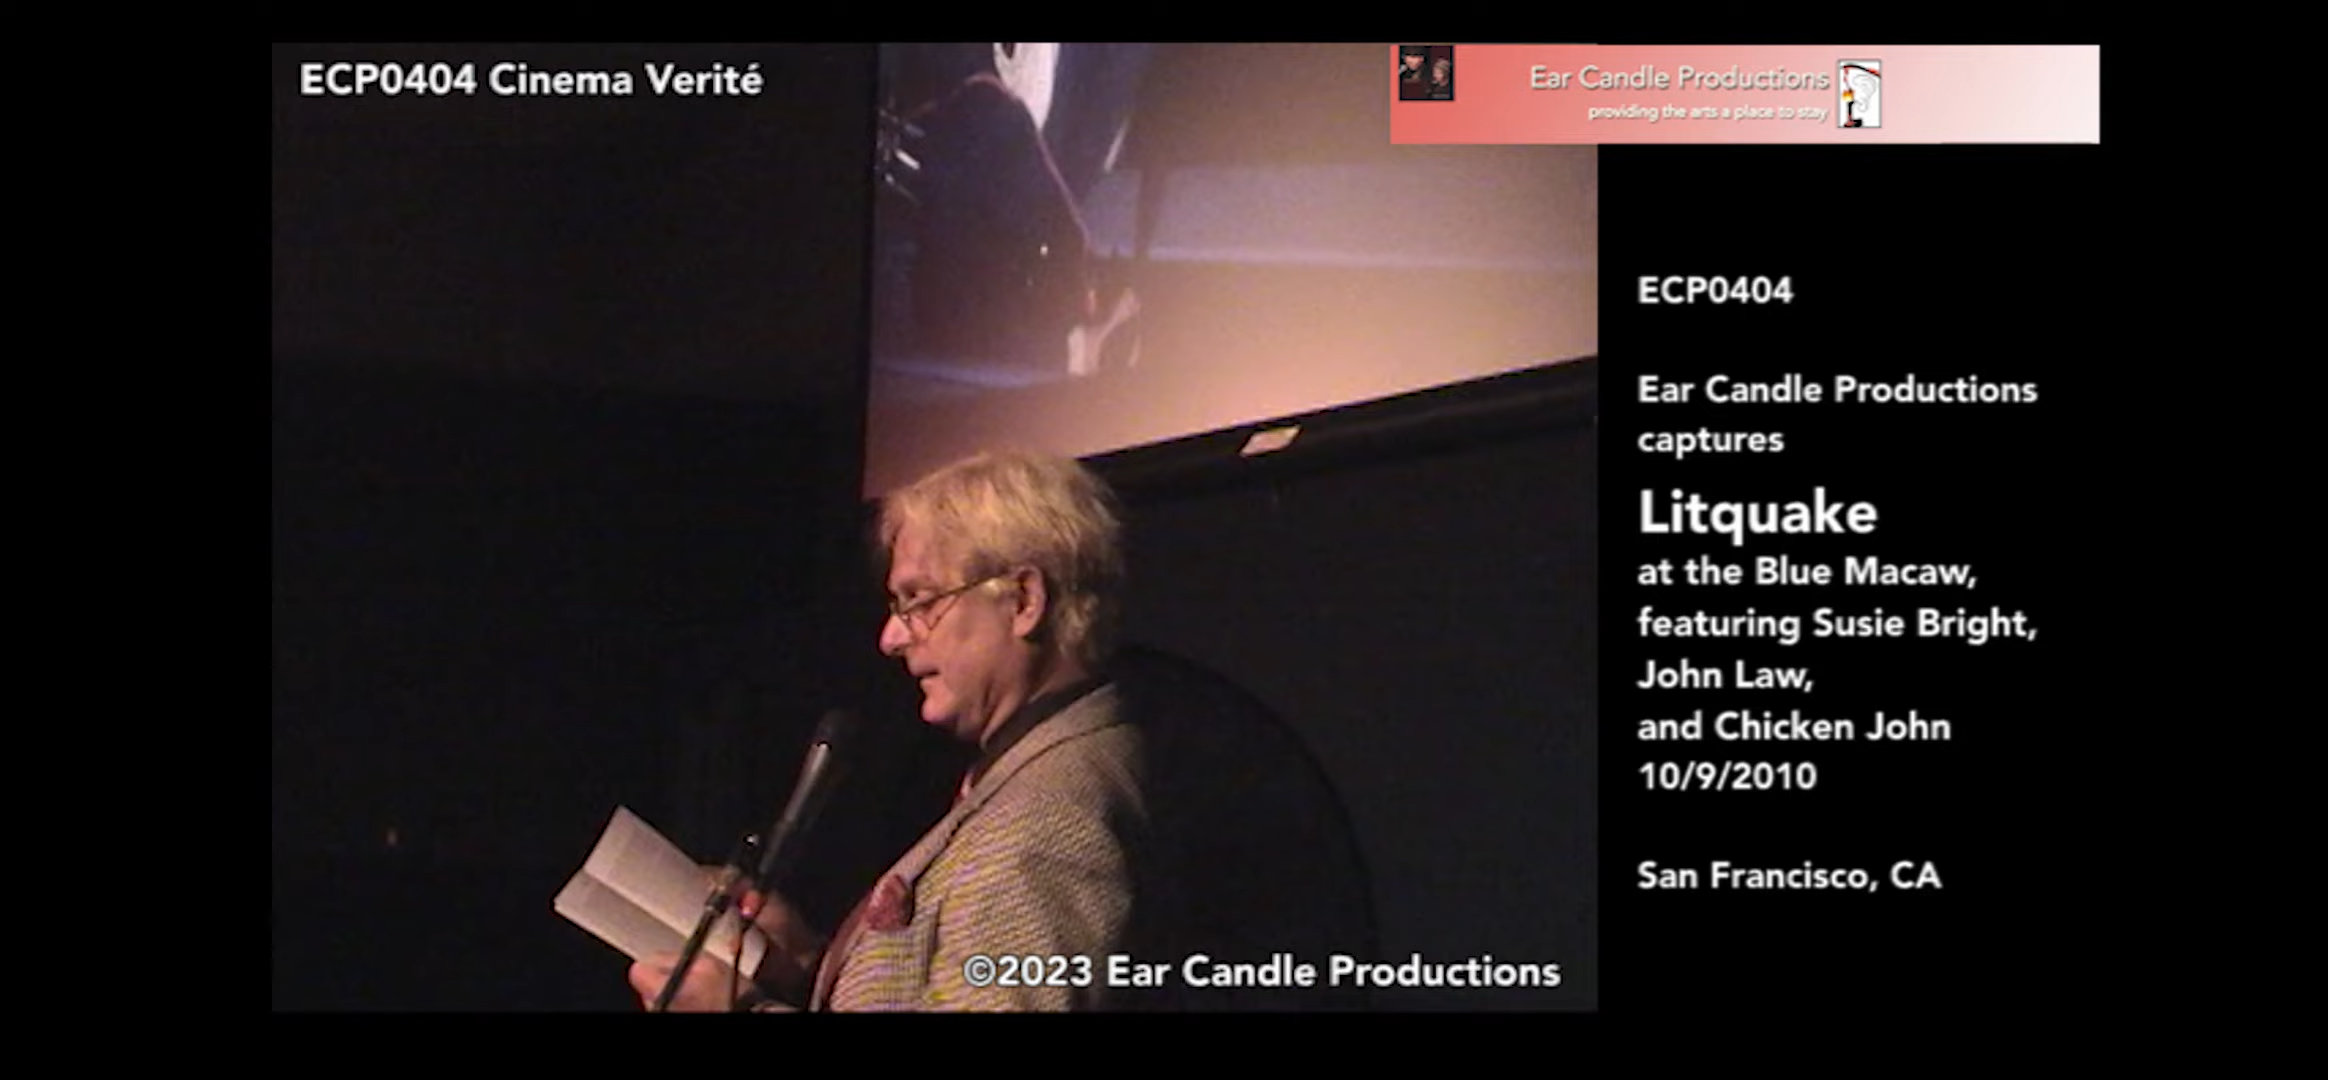 ECP0404 Cinema Verité
Ear Candle Productions
providing the arts a place to stay
ECP0404
Ear Candle Productions
captures
Litquake
at the Blue Macaw,
featuring Susie Bright,
John Law,
and Chicken John
10/9/2010
San Francisco, CA
©2023 Ear Candle Productions